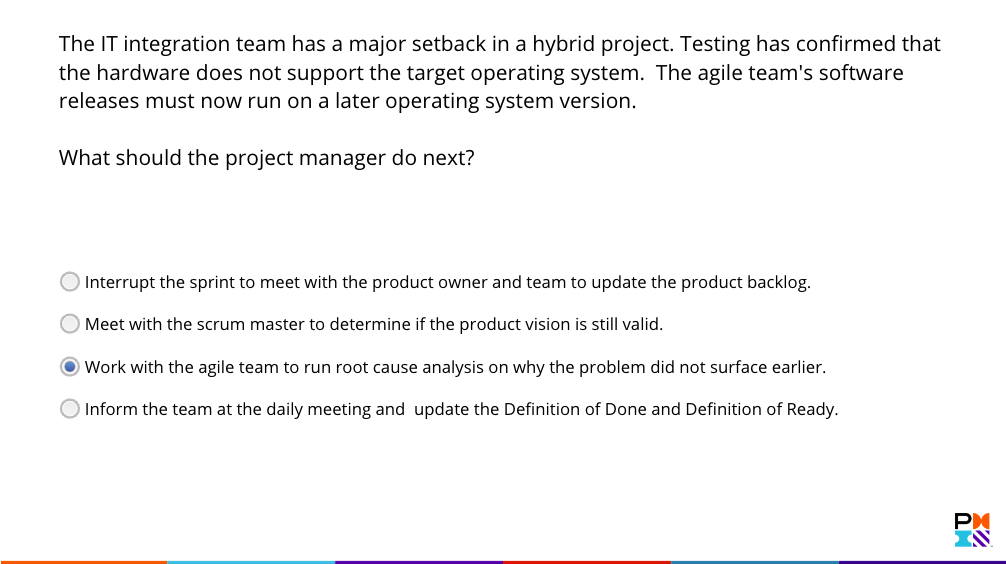 The IT integration team has a major setback in a hybrid project. Testing has confirmed that
the hardware does not support the target operating system.  The agile team's software
releases must now run on a later operating system version.
What should the project manager do next?
Interrupt the sprint to meet with the product owner and team to update the product backlog.
Meet with the scrum master to determine if the product vision is still valid.
Work with the agile team to run root cause analysis on why the problem did not surface earlier.
Inform the team at the daily meeting and  update the Definition of Done and Definition of Ready.